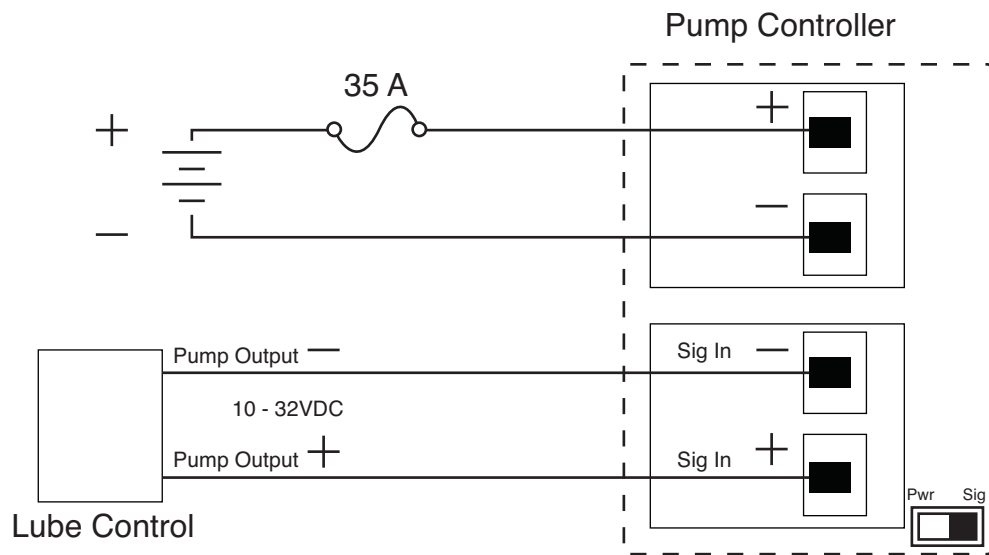 Pump Controller
35 A
+
+
−
−
Pump Output −
Sig In −
10 - 32VDC
Pump Output +
Sig In +
Pwr Sig
Lube Control